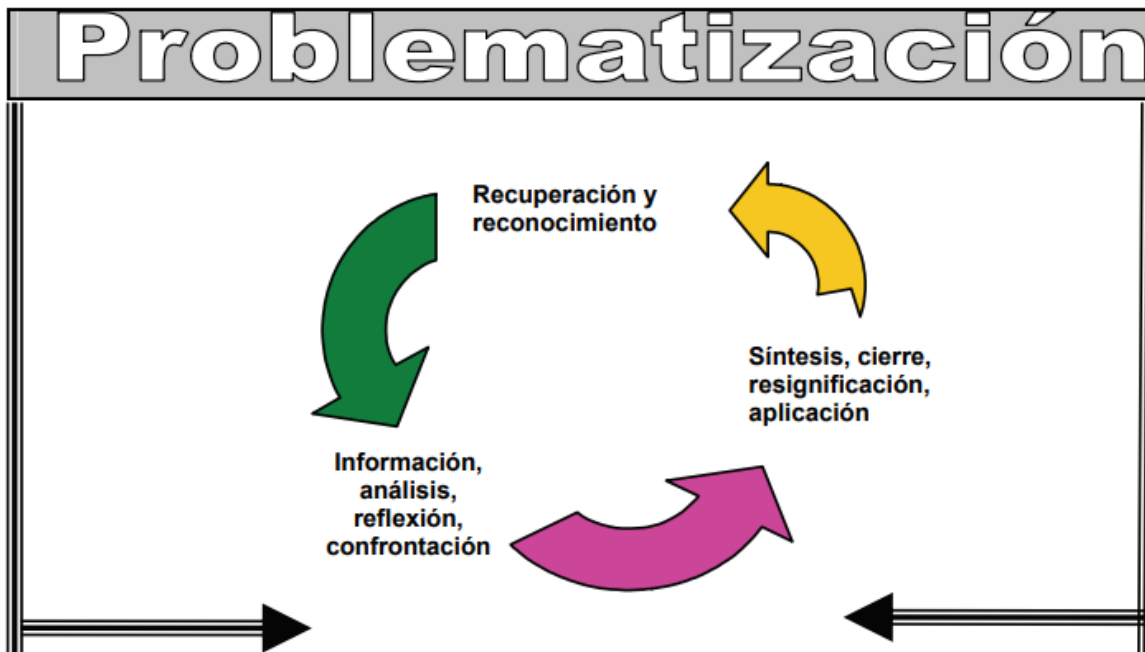 Problematización
Recuperación y
reconocimiento
Síntesis, cierre,
resignificación,
aplicación
Información,
análisis,
reflexión,
confrontación